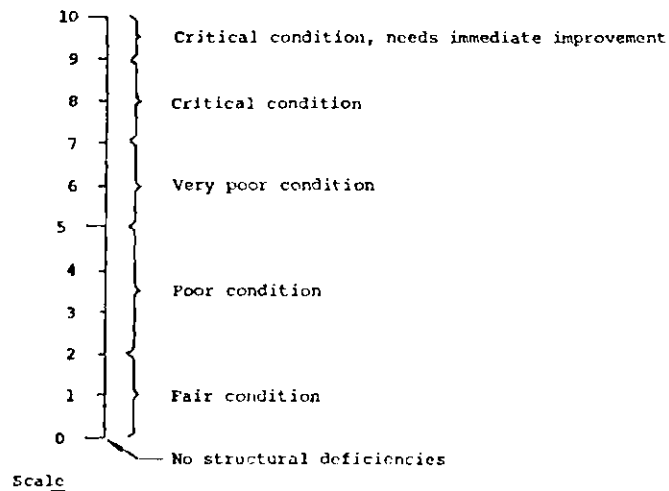 10
Critical condition, needs immediate improvement
9
8 Critical condition
7
6 Very poor condition
5
4
Poor condition
3
2
1 Fair condition
0
No structural deficiencies
Scale